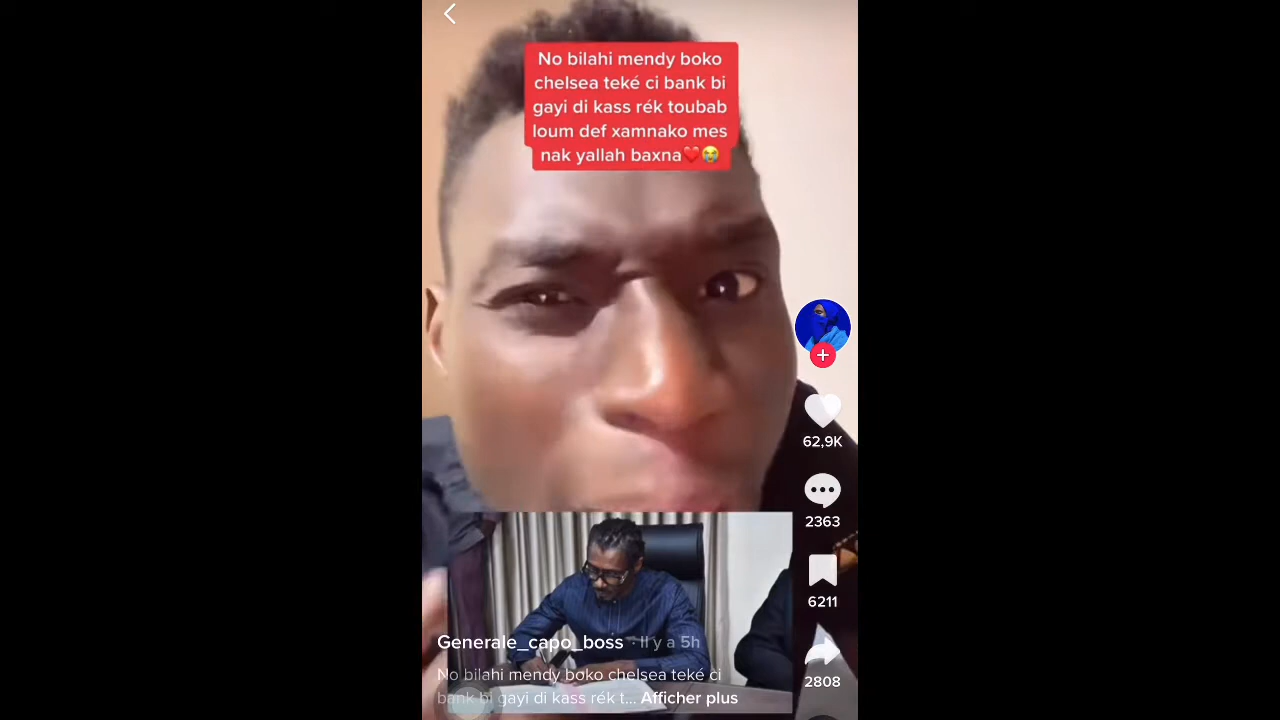 No bilahi mendy boko
chelsea teké ci bank bi
gayi di kass rék toubab
loum def xamnako mes
nak yallah baxna❤️😭
62,9K
2363
6211
2808
Generale_capo_boss · Il y a 5h
No bilahi mendy boko chelsea teké ci
bank bi gayi di kass rék t... Afficher plus